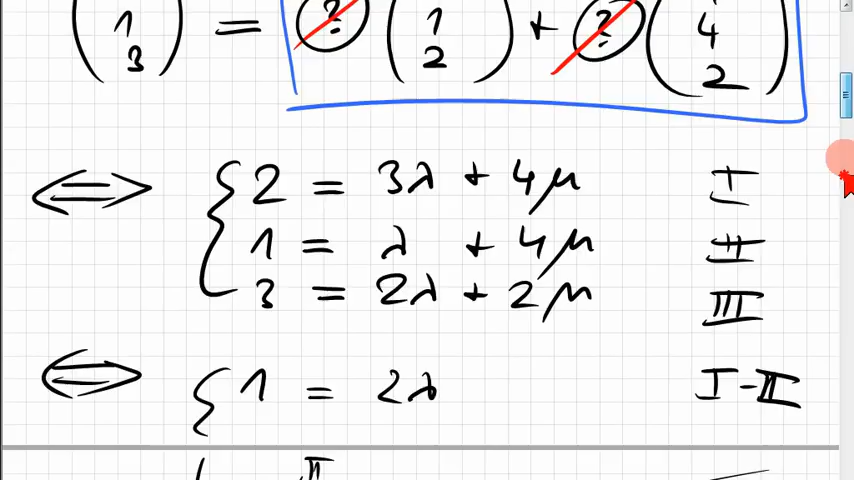 1 = ? 1 + ? 4
3 2 2
⇔ { 2 = 3λ + 4μ I
1 = λ + 4μ II
3 = 2λ + 2μ III
⇔ { 1 = 2λ I - II
II